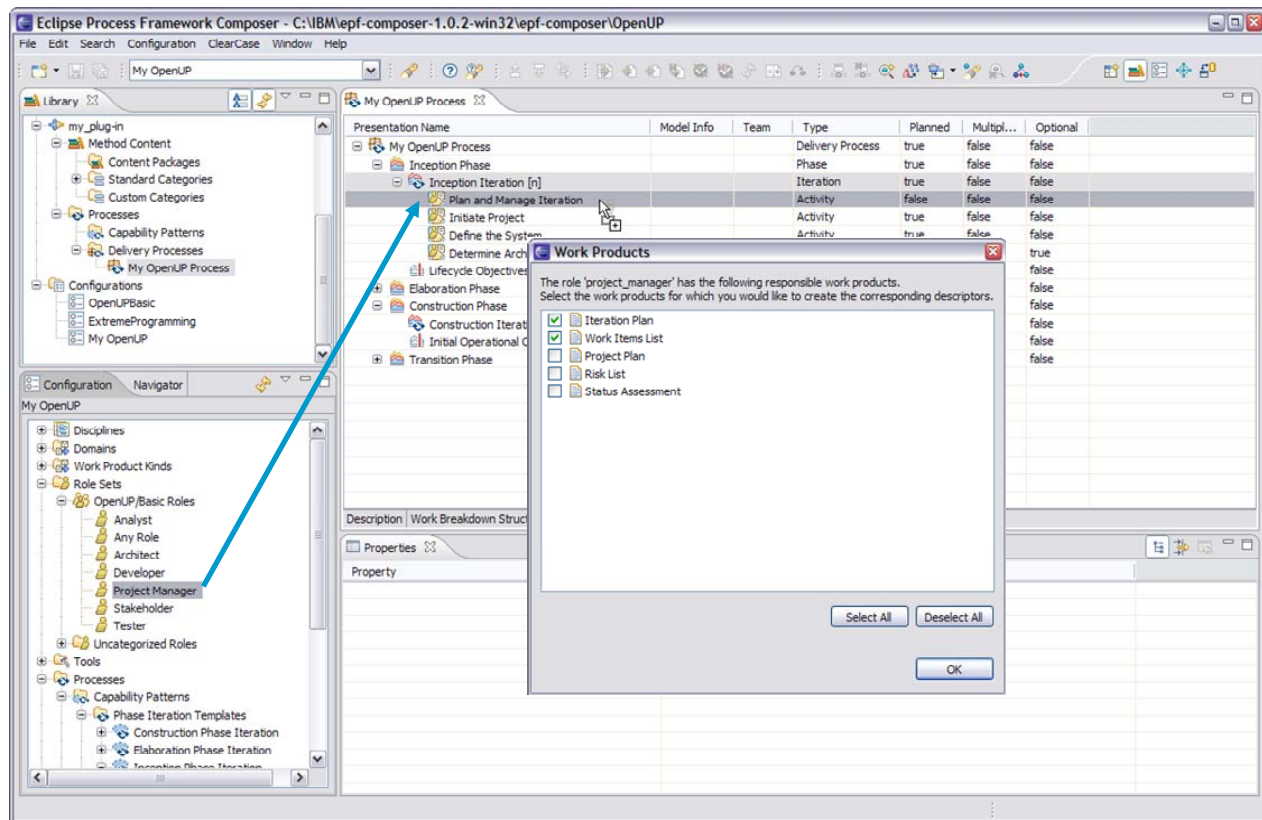 Eclipse Process Framework Composer - C:\IBM\epf-composer-1.0.2-win32\epf-composer\OpenUP
File Edit Search Configuration ClearCase Window Help
My OpenUP
Library
my_plug-in
Method Content
Content Packages
Standard Categories
Custom Categories
Processes
Capability Patterns
Delivery Processes
My OpenUP Process
Configurations
OpenUPBasic
ExtremeProgramming
My OpenUP
Configuration Navigator
My OpenUP
Disciplines
Domains
Work Product Kinds
Role Sets
OpenUP/Basic Roles
Analyst
Any Role
Architect
Developer
Project Manager
Stakeholder
Tester
Uncategorized Roles
Tools
Processes
Capability Patterns
Phase Iteration Templates
Construction Phase Iteration
Elaboration Phase Iteration
Inception Phase Iteration
My OpenUP Process
Presentation Name Model Info Team Type Planned Multipl... Optional
My OpenUP Process Delivery Process true false false
Inception Phase Phase true false false
Inception Iteration [n] Iteration true false false
Plan and Manage Iteration Activity false false false
Initiate Project Activity true false false
Define the System Activity true false false
Determine Arch true
Lifecycle Objectives false
Elaboration Phase false
Construction Phase false
Construction Iterat false
Initial Operational C false
Transition Phase false
Description Work Breakdown Struct
Properties
Property
Work Products
The role 'project_manager' has the following responsible work products.
Select the work products for which you would like to create the corresponding descriptors.
Iteration Plan
Work Items List
Project Plan
Risk List
Status Assessment
Select All Deselect All
OK